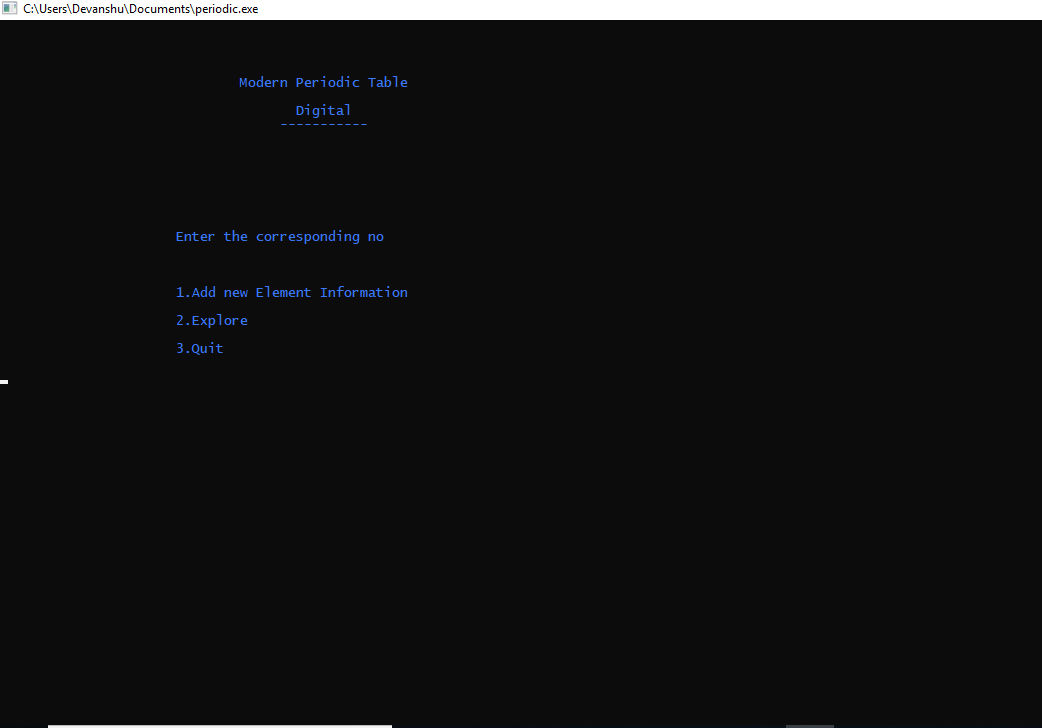 C:\Users\Devanshu\Documents\periodic.exe
Modern Periodic Table
Digital
-----------
Enter the corresponding no
1.Add new Element Information
2.Explore
3.Quit